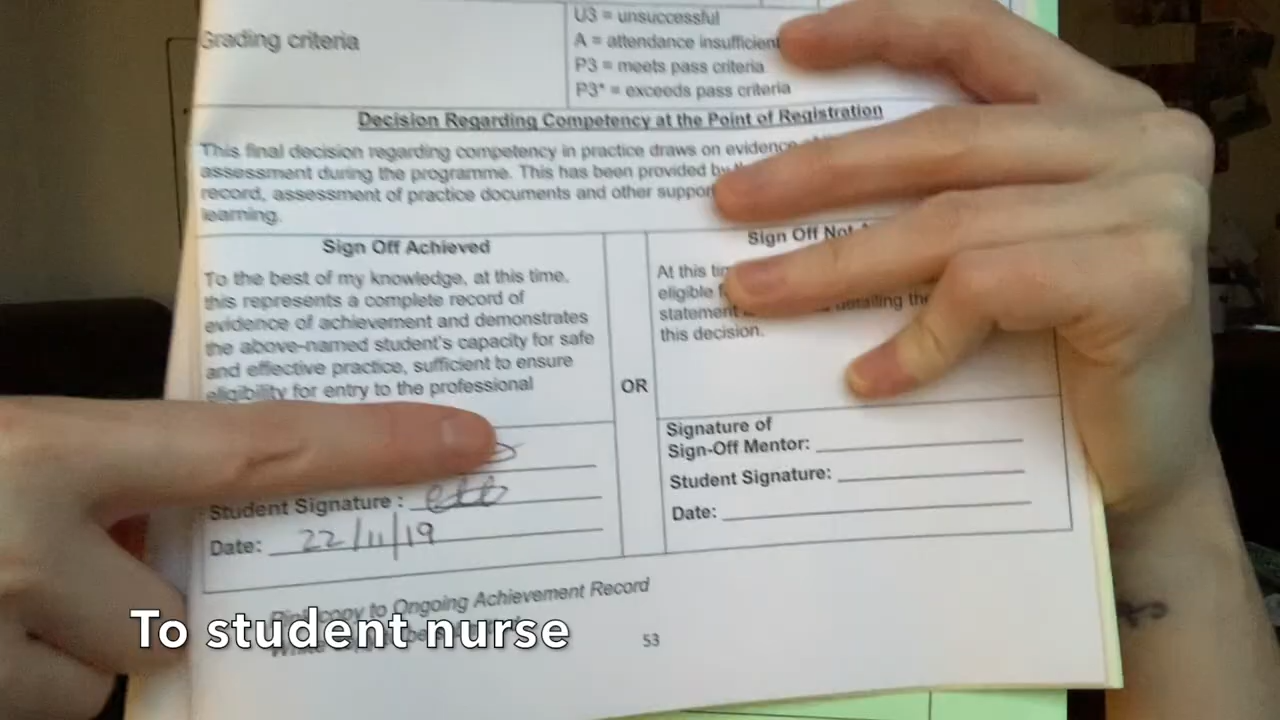 Grading criteria
U3 = unsuccessful
A = attendance insufficient
P3 = meets pass criteria
P3* = exceeds pass criteria
Decision Regarding Competency at the Point of Registration
This final decision regarding competency in practice draws on evidence
assessment during the programme. This has been provided by
record, assessment of practice documents and other
learning.
Sign Off Achieved
To the best of my knowledge, at this time,
this represents a complete record of
evidence of achievement and demonstrates
the above-named student's capacity for safe
and effective practice, sufficient to ensure
eligibility for entry to the professional
Student Signature :
Date: 22/11/19
OR
Sign Off Not
At this
eligible
statement detailing the
this decision.
Signature of
Sign-Off Mentor:
Student Signature:
Date:
copy to Ongoing Achievement Record
To student nurse
53